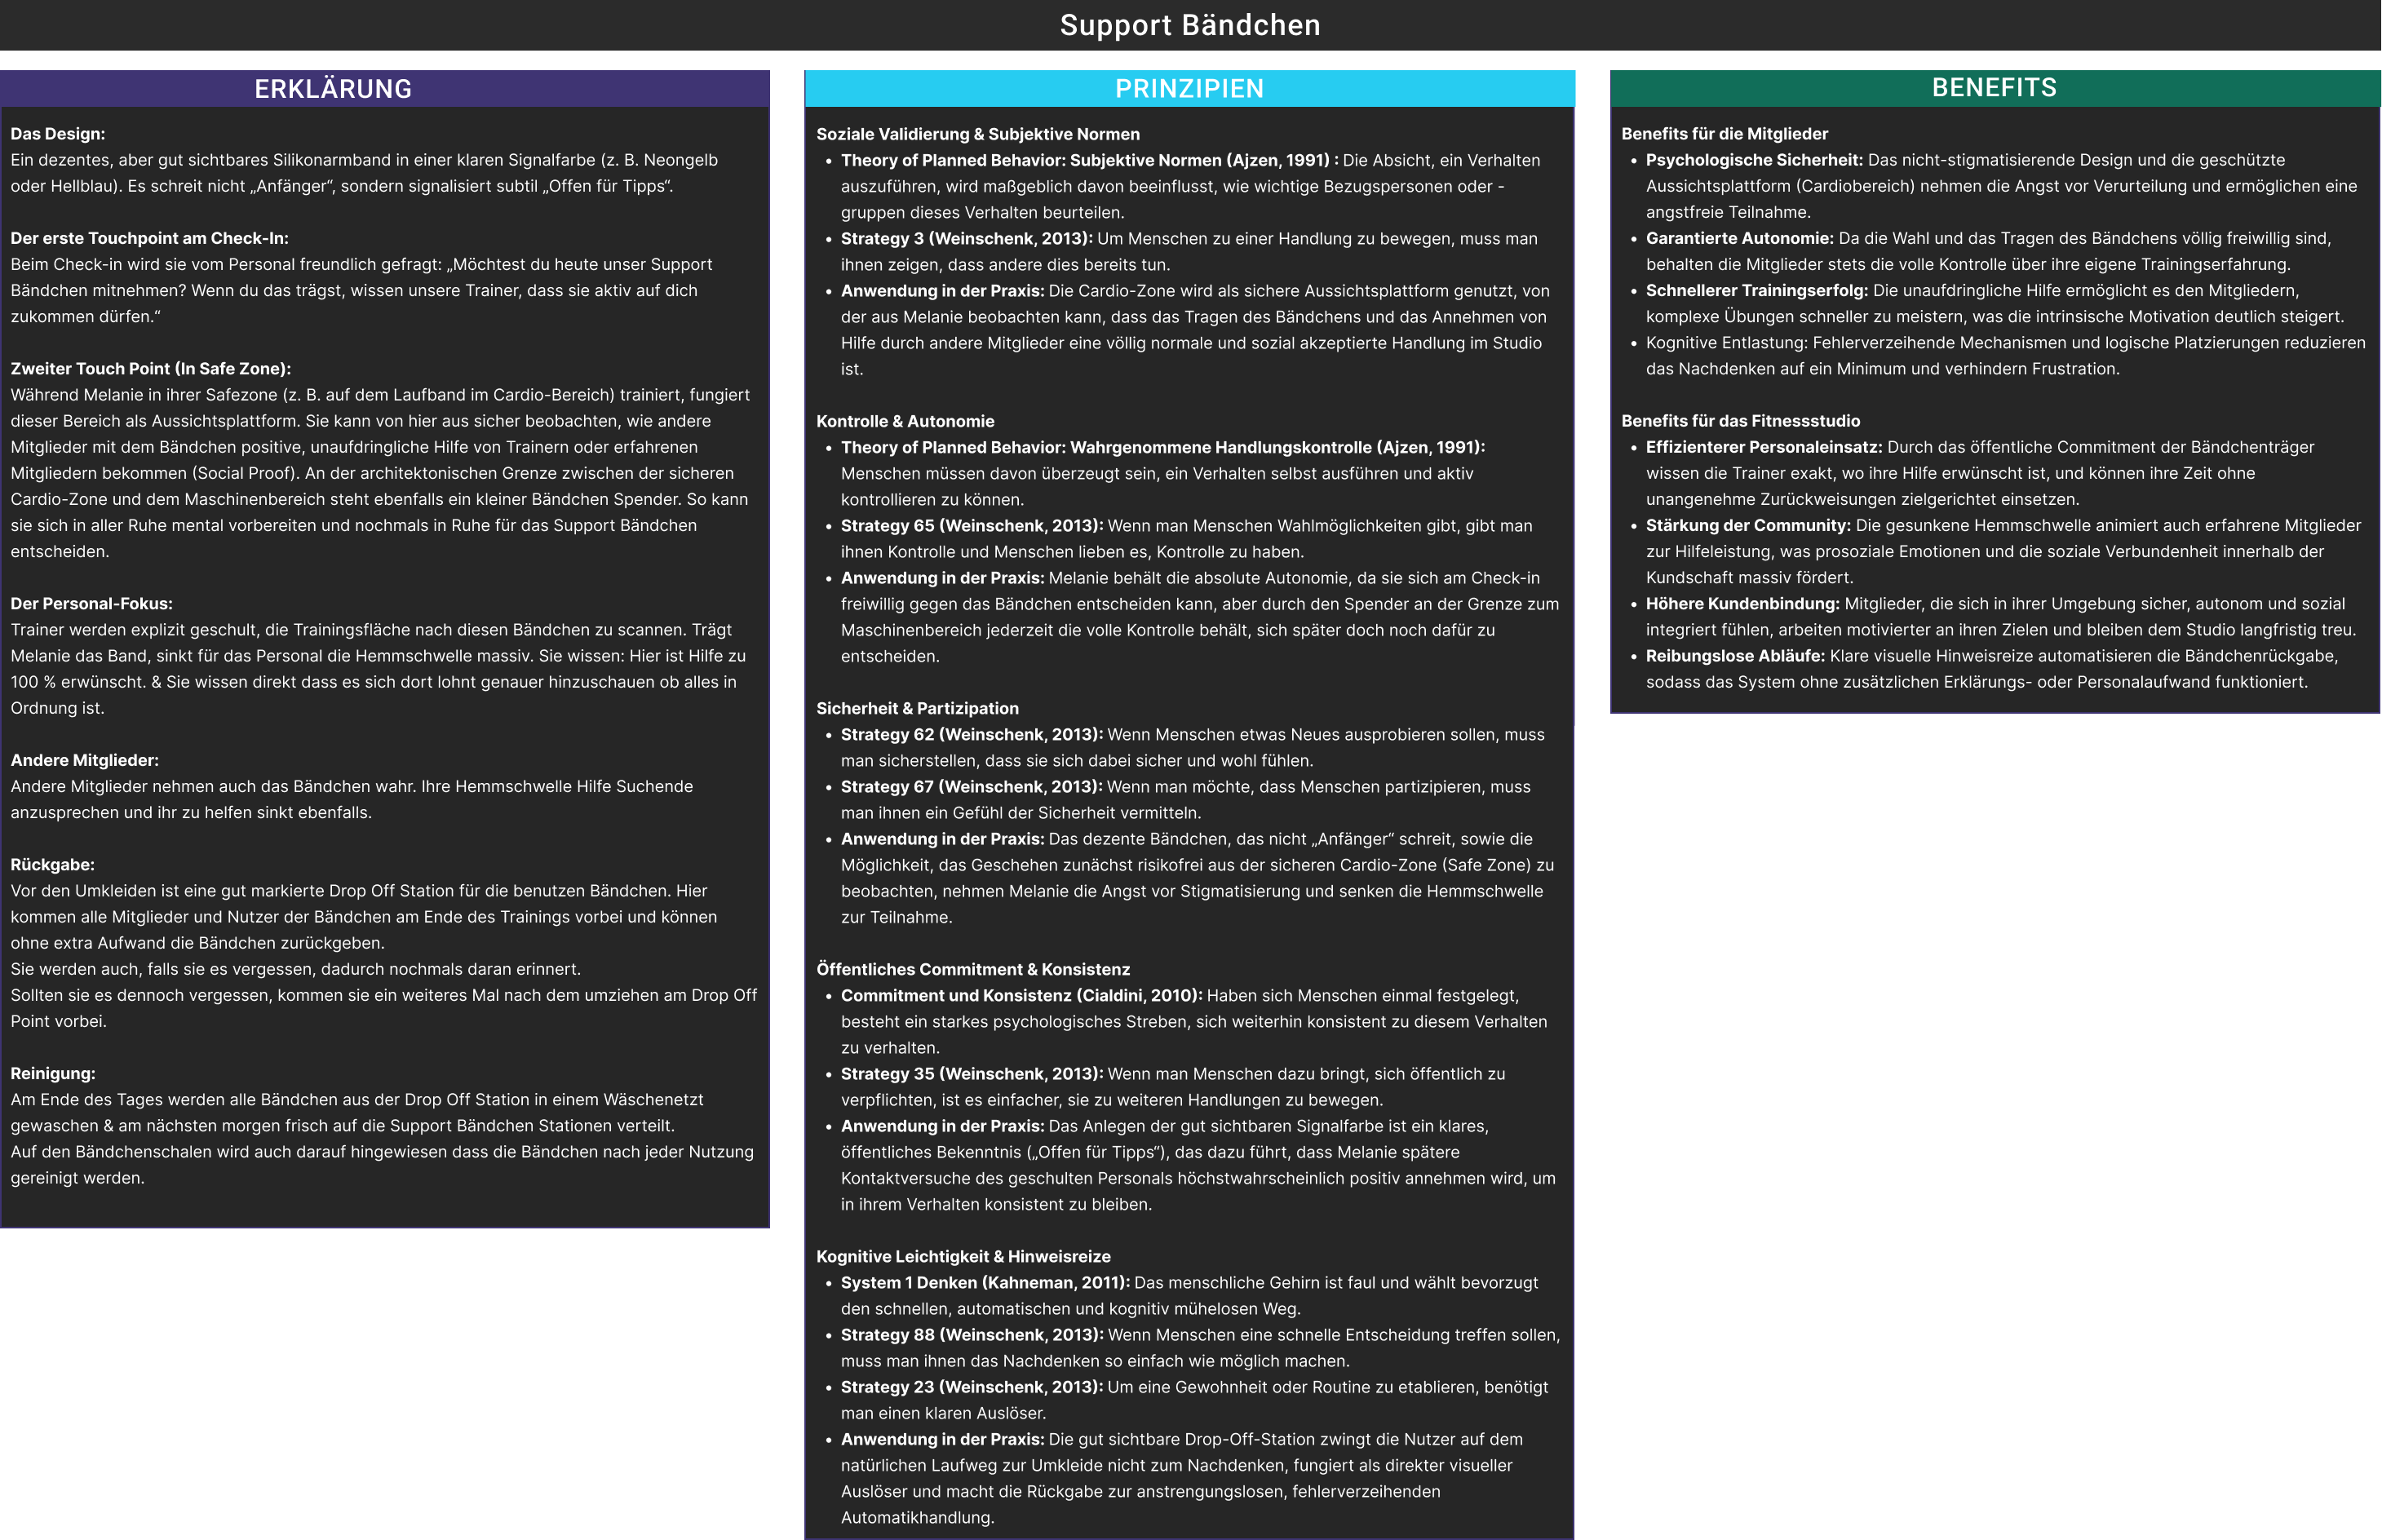 Support Bändchen
ERKLÄRUNG
Das Design:
Ein dezentes, aber gut sichtbares Silikonarmband in einer klaren Signalfarbe (z. B. Neongelb
oder Hellblau). Es schreit nicht „Anfänger“, sondern signalisiert subtil „Offen für Tipps“.
Der erste Touchpoint am Check-In:
Beim Check-in wird sie vom Personal freundlich gefragt: „Möchtest du heute unser Support
Bändchen mitnehmen? Wenn du das trägst, wissen unsere Trainer, dass sie aktiv auf dich
zukommen dürfen.“
Zweiter Touch Point (In Safe Zone):
Während Melanie in ihrer Safezone (z. B. auf dem Laufband im Cardio-Bereich) trainiert, fungiert
dieser Bereich als Aussichtsplattform. Sie kann von hier aus sicher beobachten, wie andere
Mitglieder mit dem Bändchen positive, unaufdringliche Hilfe von Trainern oder erfahrenen
Mitgliedern bekommen (Social Proof). An der architektonischen Grenze zwischen der sicheren
Cardio-Zone und dem Maschinenbereich steht ebenfalls ein kleiner Bändchen Spender. So kann
sie sich in aller Ruhe mental vorbereiten und nochmals in Ruhe für das Support Bändchen
entscheiden.
Der Personal-Fokus:
Trainer werden explizit geschult, die Trainingsfläche nach diesen Bändchen zu scannen. Trägt
Melanie das Band, sinkt für das Personal die Hemmschwelle massiv. Sie wissen: Hier ist Hilfe zu
100 % erwünscht. & Sie wissen direkt dass es sich dort lohnt genauer hinzuschauen ob alles in
Ordnung ist.
Andere Mitglieder:
Andere Mitglieder nehmen auch das Bändchen wahr. Ihre Hemmschwelle Hilfe Suchende
anzusprechen und ihr zu helfen sinkt ebenfalls.
Rückgabe:
Vor den Umkleiden ist eine gut markierte Drop Off Station für die benutzen Bändchen. Hier
kommen alle Mitglieder und Nutzer der Bändchen am Ende des Trainings vorbei und können
ohne extra Aufwand die Bändchen zurückgeben.
Sie werden auch, falls sie es vergessen, dadurch nochmals daran erinnert.
Sollten sie es dennoch vergessen, kommen sie ein weiteres Mal nach dem umziehen am Drop Off
Point vorbei.
Reinigung:
Am Ende des Tages werden alle Bändchen aus der Drop Off Station in einem Wäschenetzt
gewaschen & am nächsten morgen frisch auf die Support Bändchen Stationen verteilt.
Auf den Bändchenschalen wird auch darauf hingewiesen dass die Bändchen nach jeder Nutzung
gereinigt werden.
PRINZIPIEN
Soziale Validierung & Subjektive Normen
• Theory of Planned Behavior: Subjektive Normen (Ajzen, 1991) : Die Absicht, ein Verhalten
auszuführen, wird maßgeblich davon beeinflusst, wie wichtige Bezugspersonen oder -
gruppen dieses Verhalten beurteilen.
• Strategy 3 (Weinschenk, 2013): Um Menschen zu einer Handlung zu bewegen, muss man
ihnen zeigen, dass andere dies bereits tun.
• Anwendung in der Praxis: Die Cardio-Zone wird als sichere Aussichtsplattform genutzt, von
der aus Melanie beobachten kann, dass das Tragen des Bändchens und das Annehmen von
Hilfe durch andere Mitglieder eine völlig normale und sozial akzeptierte Handlung im Studio
ist.
Kontrolle & Autonomie
• Theory of Planned Behavior: Wahrgenommene Handlungskontrolle (Ajzen, 1991):
Menschen müssen davon überzeugt sein, ein Verhalten selbst ausführen und aktiv
kontrollieren zu können.
• Strategy 65 (Weinschenk, 2013): Wenn man Menschen Wahlmöglichkeiten gibt, gibt man
ihnen Kontrolle und Menschen lieben es, Kontrolle zu haben.
• Anwendung in der Praxis: Melanie behält die absolute Autonomie, da sie sich am Check-in
freiwillig gegen das Bändchen entscheiden kann, aber durch den Spender an der Grenze zum
Maschinenbereich jederzeit die volle Kontrolle behält, sich später doch noch dafür zu
entscheiden.
Sicherheit & Partizipation
• Strategy 62 (Weinschenk, 2013): Wenn Menschen etwas Neues ausprobieren sollen, muss
man sicherstellen, dass sie sich dabei sicher und wohl fühlen.
• Strategy 67 (Weinschenk, 2013): Wenn man möchte, dass Menschen partizipieren, muss
man ihnen ein Gefühl der Sicherheit vermitteln.
• Anwendung in der Praxis: Das dezente Bändchen, das nicht „Anfänger“ schreit, sowie die
Möglichkeit, das Geschehen zunächst risikofrei aus der sicheren Cardio-Zone (Safe Zone) zu
beobachten, nehmen Melanie die Angst vor Stigmatisierung und senken die Hemmschwelle
zur Teilnahme.
Öffentliches Commitment & Konsistenz
• Commitment und Konsistenz (Cialdini, 2010): Haben sich Menschen einmal festgelegt,
besteht ein starkes psychologisches Streben, sich weiterhin konsistent zu diesem Verhalten
zu verhalten.
• Strategy 35 (Weinschenk, 2013): Wenn man Menschen dazu bringt, sich öffentlich zu
verpflichten, ist es einfacher, sie zu weiteren Handlungen zu bewegen.
• Anwendung in der Praxis: Das Anlegen der gut sichtbaren Signalfarbe ist ein klares,
öffentliches Bekenntnis („Offen für Tipps“), das dazu führt, dass Melanie spätere
Kontaktversuche des geschulten Personals höchstwahrscheinlich positiv annehmen wird, um
in ihrem Verhalten konsistent zu bleiben.
Kognitive Leichtigkeit & Hinweisreize
• System 1 Denken (Kahneman, 2011): Das menschliche Gehirn ist faul und wählt bevorzugt
den schnellen, automatischen und kognitiv mühelosen Weg.
• Strategy 88 (Weinschenk, 2013): Wenn Menschen eine schnelle Entscheidung treffen sollen,
muss man ihnen das Nachdenken so einfach wie möglich machen.
• Strategy 23 (Weinschenk, 2013): Um eine Gewohnheit oder Routine zu etablieren, benötigt
man einen klaren Auslöser.
• Anwendung in der Praxis: Die gut sichtbare Drop-Off-Station zwingt die Nutzer auf dem
natürlichen Laufweg zur Umkleide nicht zum Nachdenken, fungiert als direkter visueller
Auslöser und macht die Rückgabe zur anstrengungslosen, fehlerverzeihenden
Automatikhandlung.
BENEFITS
Benefits für die Mitglieder
• Psychologische Sicherheit: Das nicht-stigmatisierende Design und die geschützte
Aussichtsplattform (Cardiobereich) nehmen die Angst vor Verurteilung und ermöglichen eine
angstfreie Teilnahme.
• Garantierte Autonomie: Da die Wahl und das Tragen des Bändchens völlig freiwillig sind,
behalten die Mitglieder stets die volle Kontrolle über ihre eigene Trainingserfahrung.
• Schnellerer Trainingserfolg: Die unaufdringliche Hilfe ermöglicht es den Mitgliedern,
komplexe Übungen schneller zu meistern, was die intrinsische Motivation deutlich steigert.
• Kognitive Entlastung: Fehlerverzeihende Mechanismen und logische Platzierungen reduzieren
das Nachdenken auf ein Minimum und verhindern Frustration.
Benefits für das Fitnessstudio
• Effizienterer Personaleinsatz: Durch das öffentliche Commitment der Bändchenträger
wissen die Trainer exakt, wo ihre Hilfe erwünscht ist, und können ihre Zeit ohne
unangenehme Zurückweisungen zielgerichtet einsetzen.
• Stärkung der Community: Die gesunkene Hemmschwelle animiert auch erfahrene Mitglieder
zur Hilfeleistung, was prosoziale Emotionen und die soziale Verbundenheit innerhalb der
Kundschaft massiv fördert.
• Höhere Kundenbindung: Mitglieder, die sich in ihrer Umgebung sicher, autonom und sozial
integriert fühlen, arbeiten motivierter an ihren Zielen und bleiben dem Studio langfristig treu.
• Reibungslose Abläufe: Klare visuelle Hinweisreize automatisieren die Bändchenrückgabe,
sodass das System ohne zusätzlichen Erklärungs- oder Personalaufwand funktioniert.